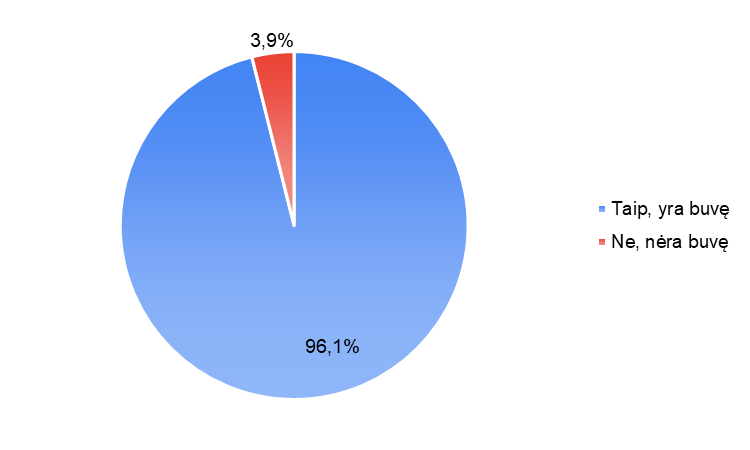 3,9%
Taip, yra buvę
Ne, nėra buvę
96,1%